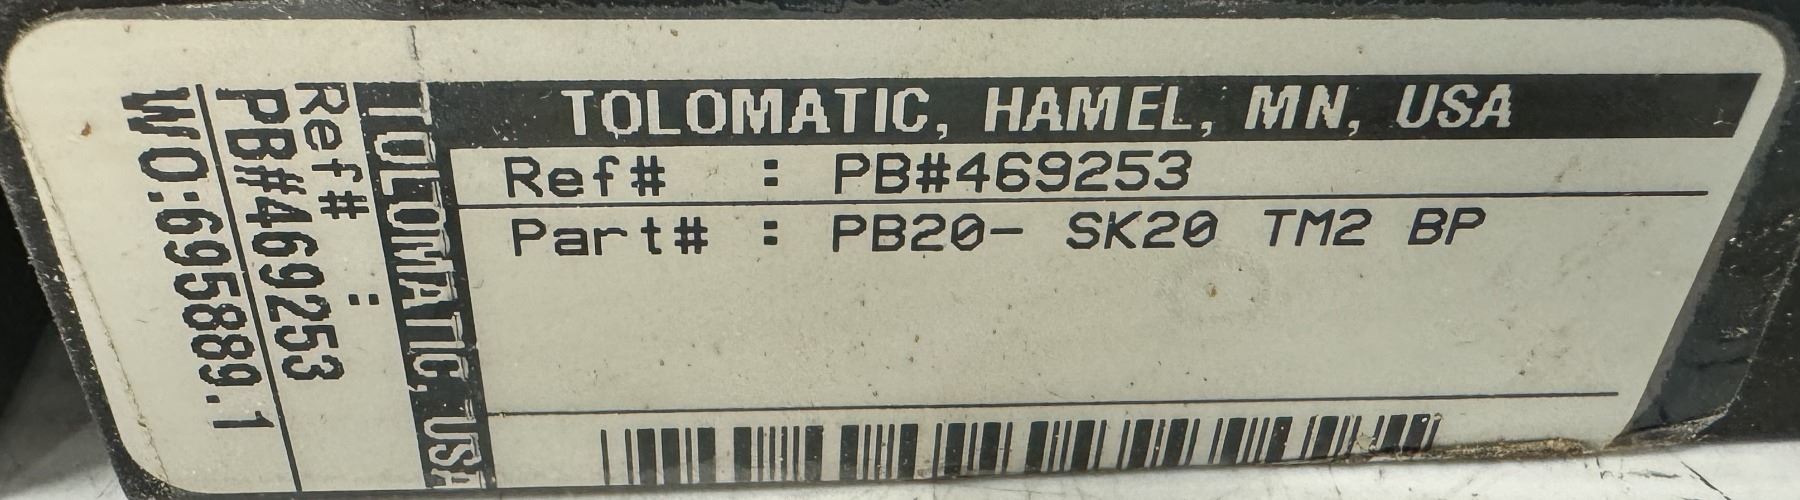 TOLOMATIC, HAMEL, MN, USA
Ref# : PB#469253
Part# : PB20- SK20 TM2 BP
TOLOMATIC, USA
Ref# :
PB#469253
WO:695889.1